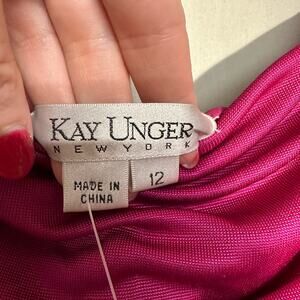 KAY UNGER
NEW YORK
MADE IN
CHINA
12